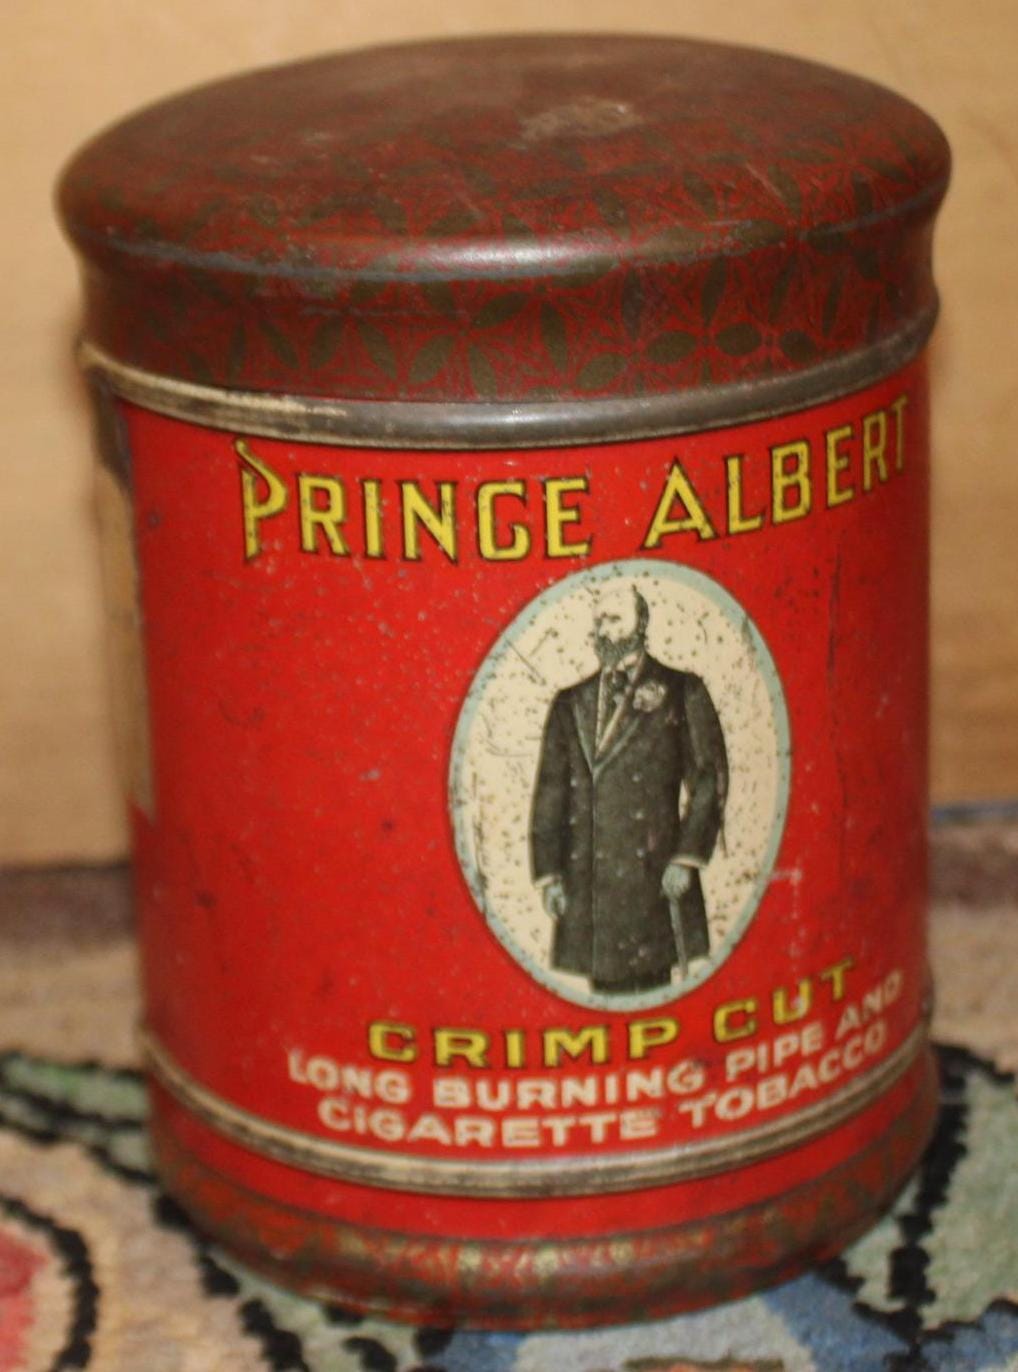 PRINCE ALBERT
CRIMP CUT
LONG BURNING PIPE AND
CIGARETTE TOBACCO